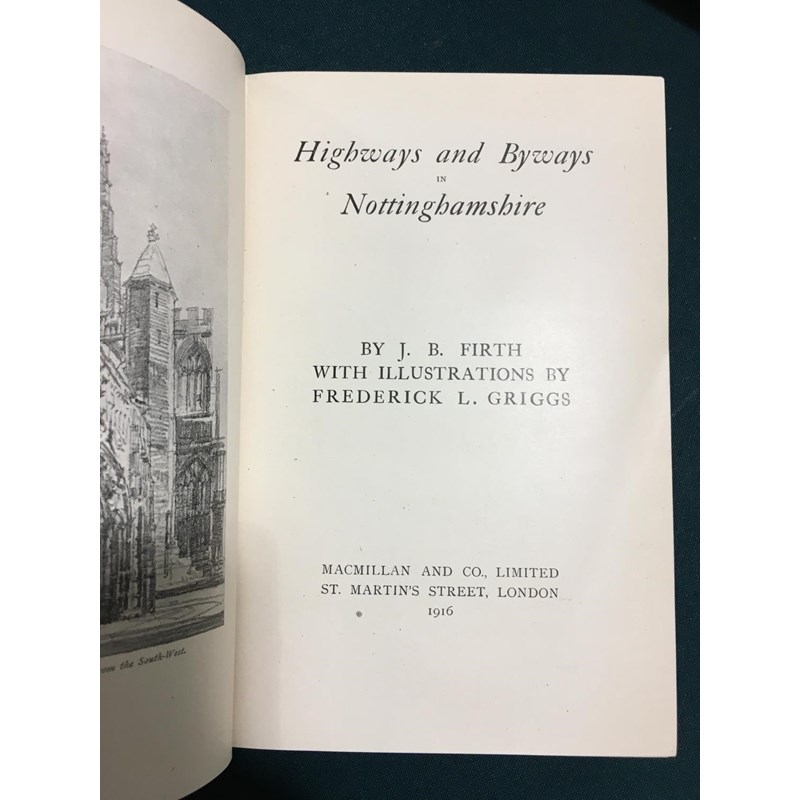 Highways and Byways
IN
Nottinghamshire
BY J. B. FIRTH
WITH ILLUSTRATIONS BY
FREDERICK L. GRIGGS
MACMILLAN AND CO., LIMITED
ST. MARTIN'S STREET, LONDON
1916
the South-West.